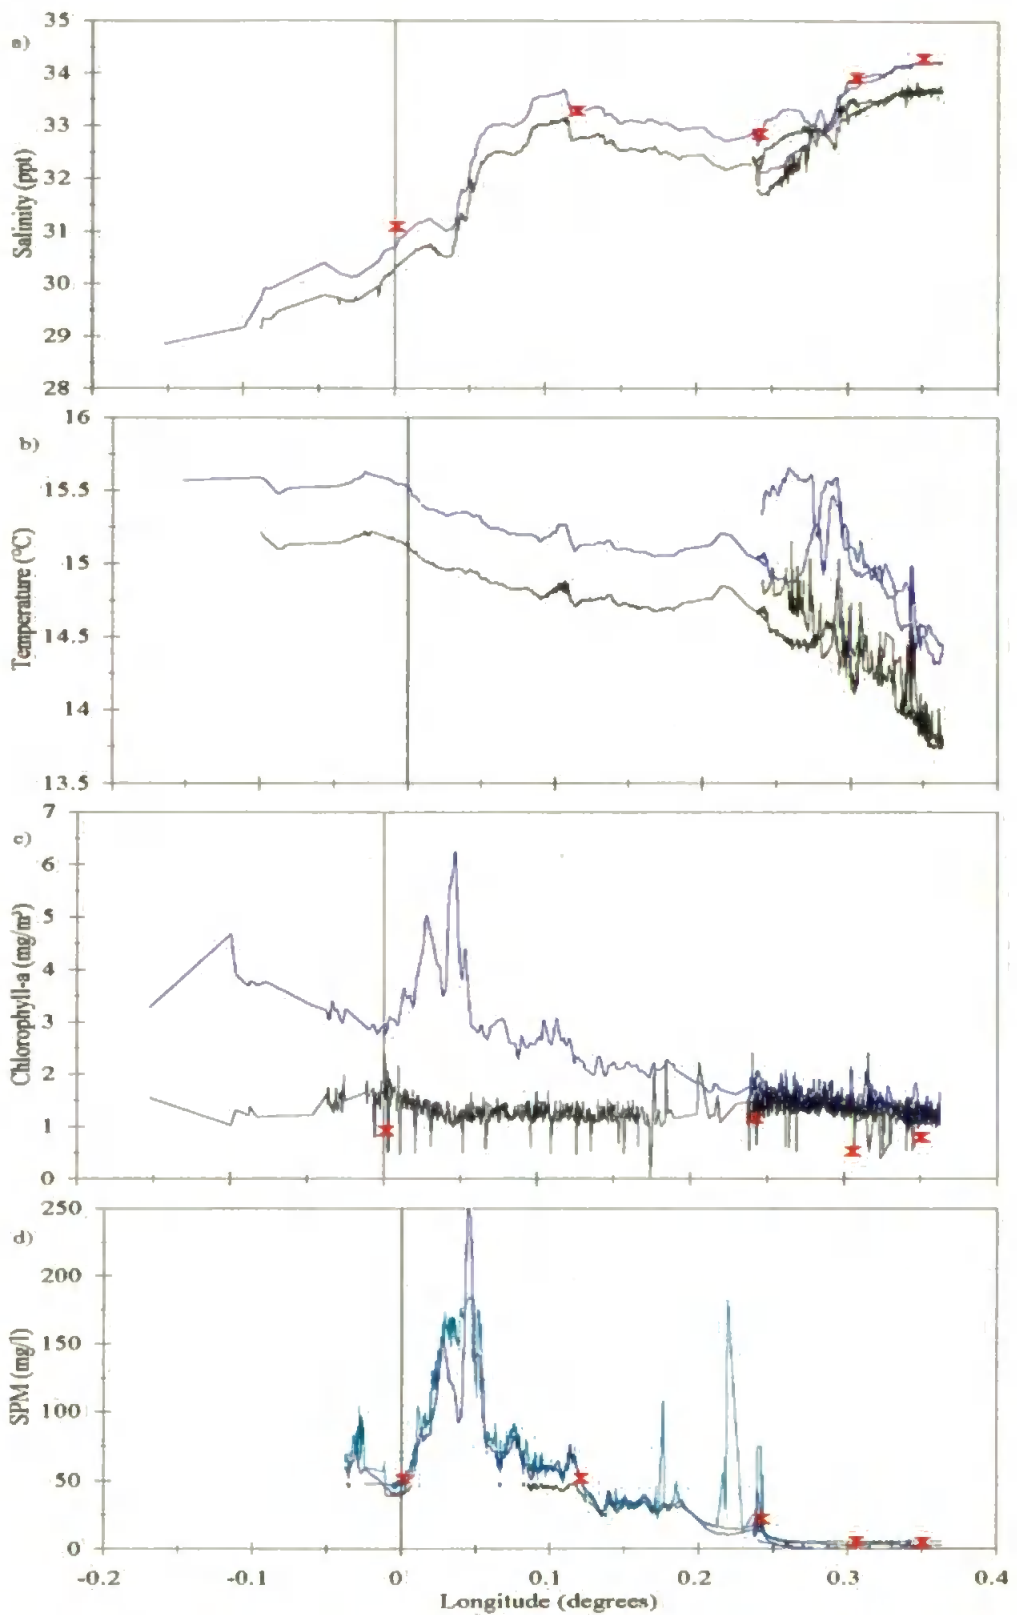 a)
Salinity (ppt)
35
34
33
32
31
30
29
28
b)
Temperature (°C)
16
15.5
15
14.5
14
13.5
c)
Chlorophyll-a (mg/m³)
7
6
5
4
3
2
1
0
d)
SPM (mg/l)
250
200
150
100
50
0
-0.2 -0.1 0 0.1 0.2 0.3 0.4
Longitude (degrees)